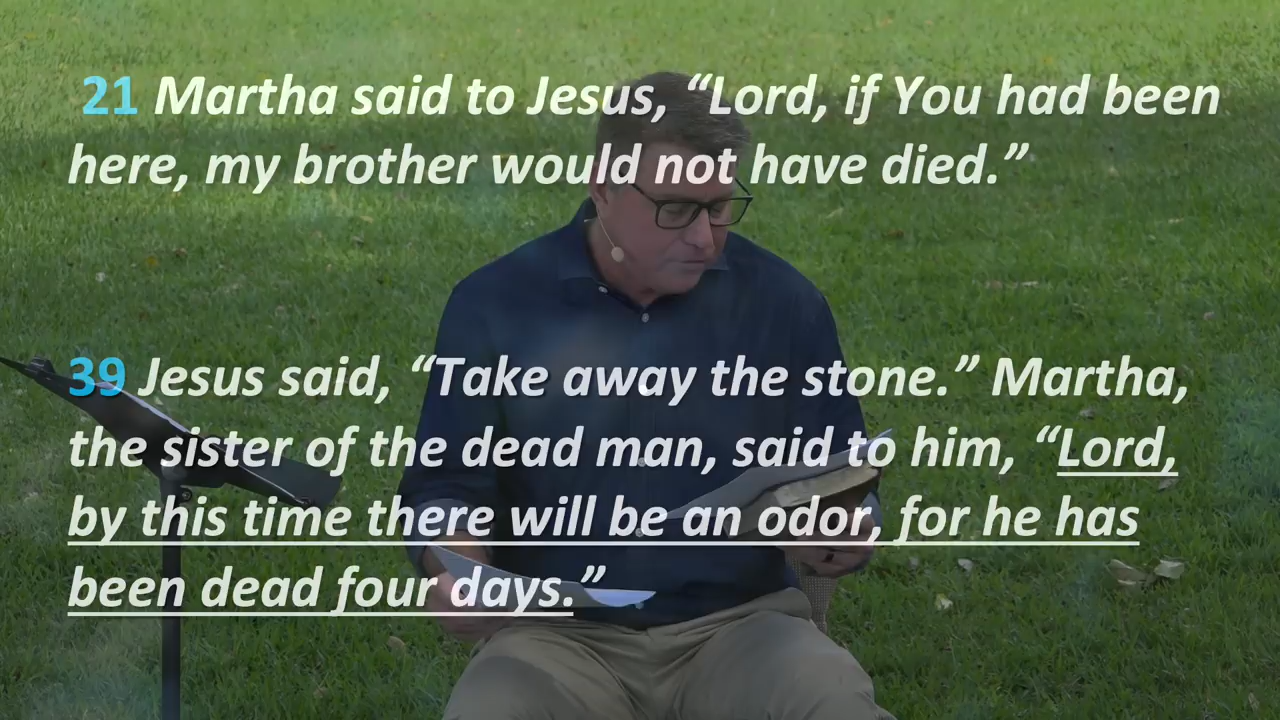 21 Martha said to Jesus, “Lord, if You had been
here, my brother would not have died.”
39 Jesus said, “Take away the stone.” Martha,
the sister of the dead man, said to him, “Lord,
by this time there will be an odor, for he has
been dead four days.”